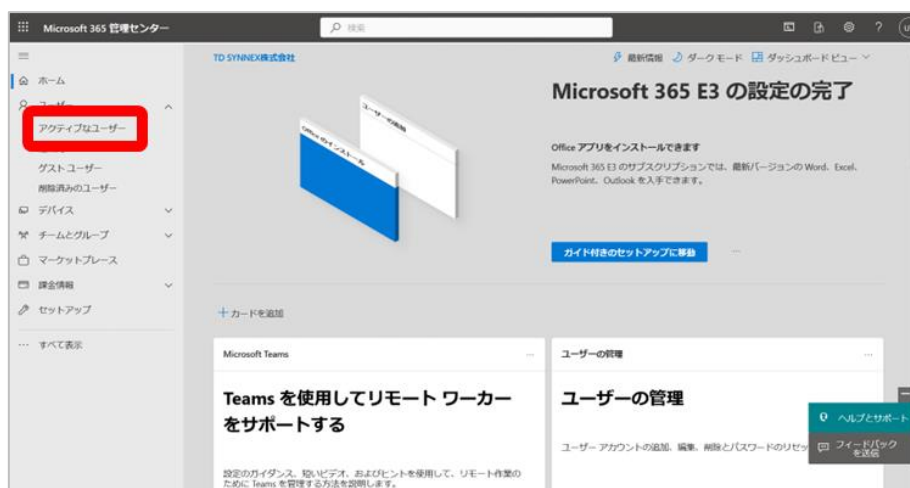 Microsoft 365 管理センター
検索
TD SYNNEX株式会社
最新情報 ダーク モード ダッシュボード ビュー
ホーム
ユーザー
アクティブなユーザー
ゲスト ユーザー
削除済みのユーザー
デバイス
チームとグループ
マーケットプレース
課金情報
セットアップ
… すべて表示
Office のインストール
ユーザーの追加
Microsoft 365 E3 の設定の完了
Office アプリをインストールできます
Microsoft 365 E3 のサブスクリプションでは、最新バージョンの Word、Excel、
PowerPoint、Outlook を入手できます。
ガイド付きのセットアップに移動
カードを追加
Microsoft Teams
Teams を使用してリモート ワーカー
をサポートする
設定のガイダンス、短いビデオ、およびヒントを使用して、リモート作業の
ために Teams を管理する方法を説明します。
ユーザーの管理
ユーザーの管理
ユーザー アカウントの追加、編集、削除とパスワードのリセッ
ヘルプとサポート
フィードバック
を送信